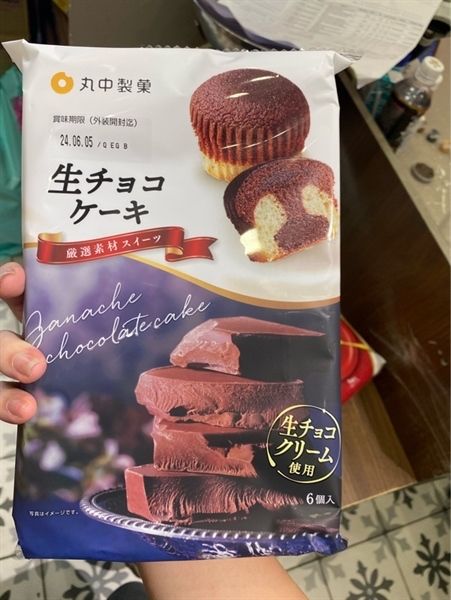 丸中製菓
賞味期限（外装開封迄）
24.06.05 /Q EG B
生チョコ
ケーキ
厳選素材スイーツ
Ganache
chocolate cake
生チョコ
クリーム
使用
6個入
写真はイメージです。